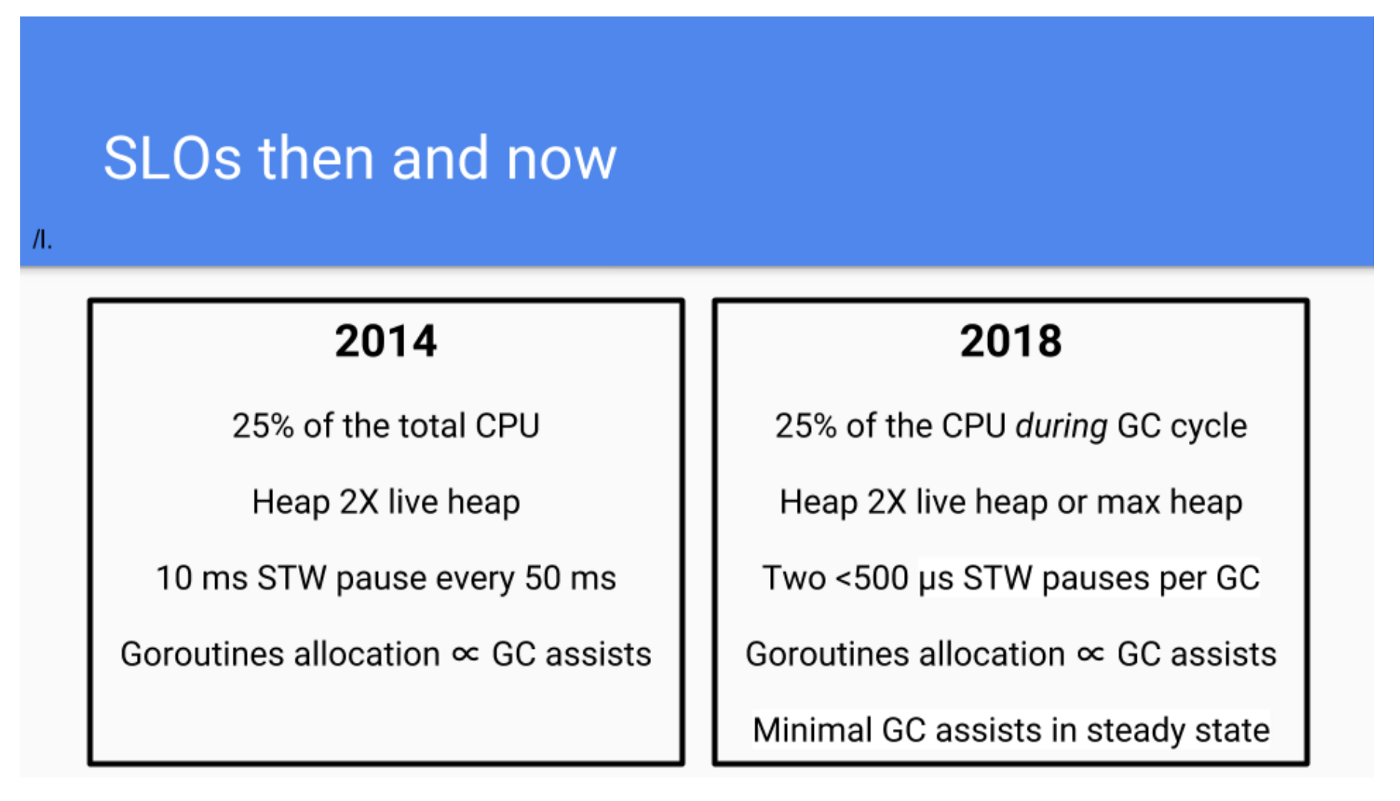 SLOs then and now
/l.
2014
25% of the total CPU
Heap 2X live heap
10 ms STW pause every 50 ms
Goroutines allocation ∝ GC assists
2018
25% of the CPU during GC cycle
Heap 2X live heap or max heap
Two <500 μs STW pauses per GC
Goroutines allocation ∝ GC assists
Minimal GC assists in steady state